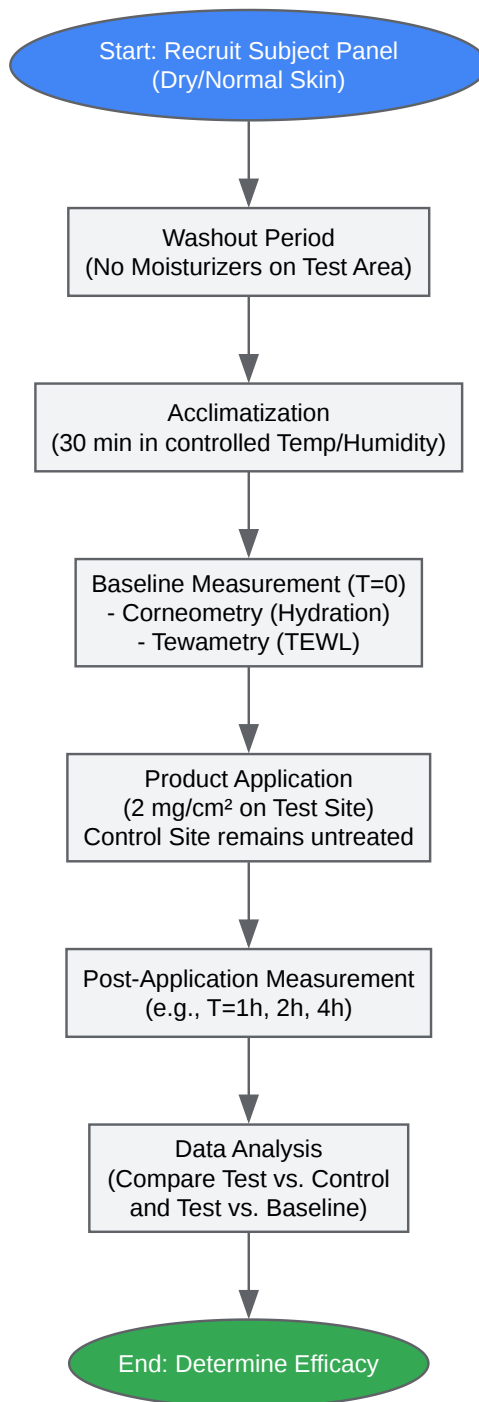 Start: Recruit Subject Panel
(Dry/Normal Skin)
Washout Period
(No Moisturizers on Test Area)
Acclimatization
(30 min in controlled Temp/Humidity)
Baseline Measurement (T=0)
- Corneometry (Hydration)
- Tewametry (TEWL)
Product Application
(2 mg/cm² on Test Site)
Control Site remains untreated
Post-Application Measurement
(e.g., T=1h, 2h, 4h)
Data Analysis
(Compare Test vs. Control
and Test vs. Baseline)
End: Determine Efficacy